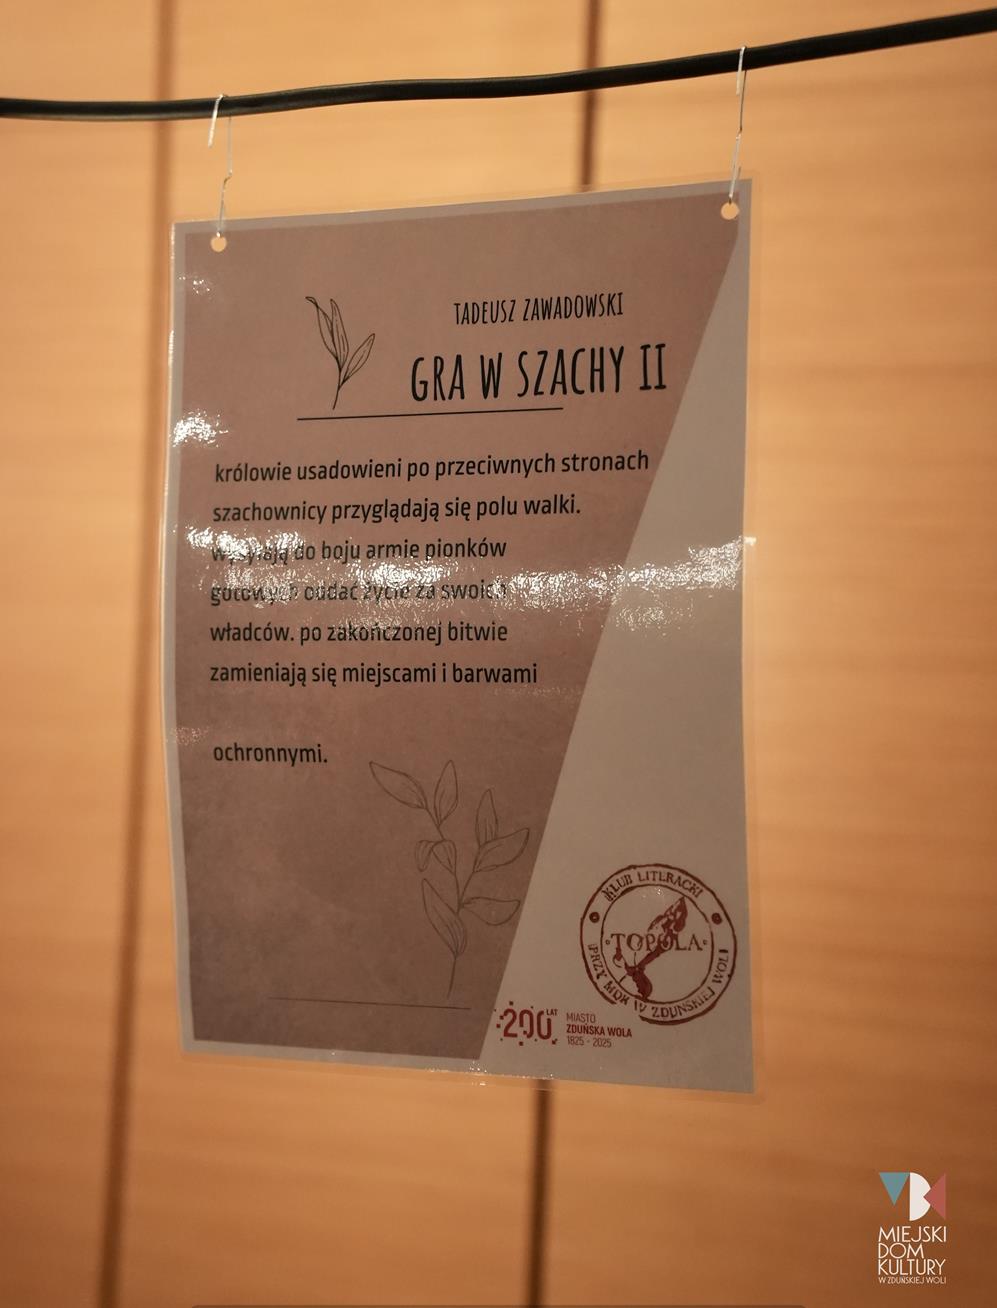 TADEUSZ ZAWADOWSKI
GRA W SZACHY II
królowie usadowieni po przeciwnych stronach
szachownicy przyglądają się polu walki.
wysyłają do boju armie pionków
gotowych oddać życie za swoich
władców. po zakończonej bitwie
zamieniają się miejscami i barwami
ochronnymi.
KLUB LITERACKI
TOPOLA
PRZY MDK W ZDUŃSKIEJ WOLI
200 LAT
MIASTO
ZDUŃSKA WOLA
1825 - 2025
MIEJSKI
DOM
KULTURY
W ZDUŃSKIEJ WOLI